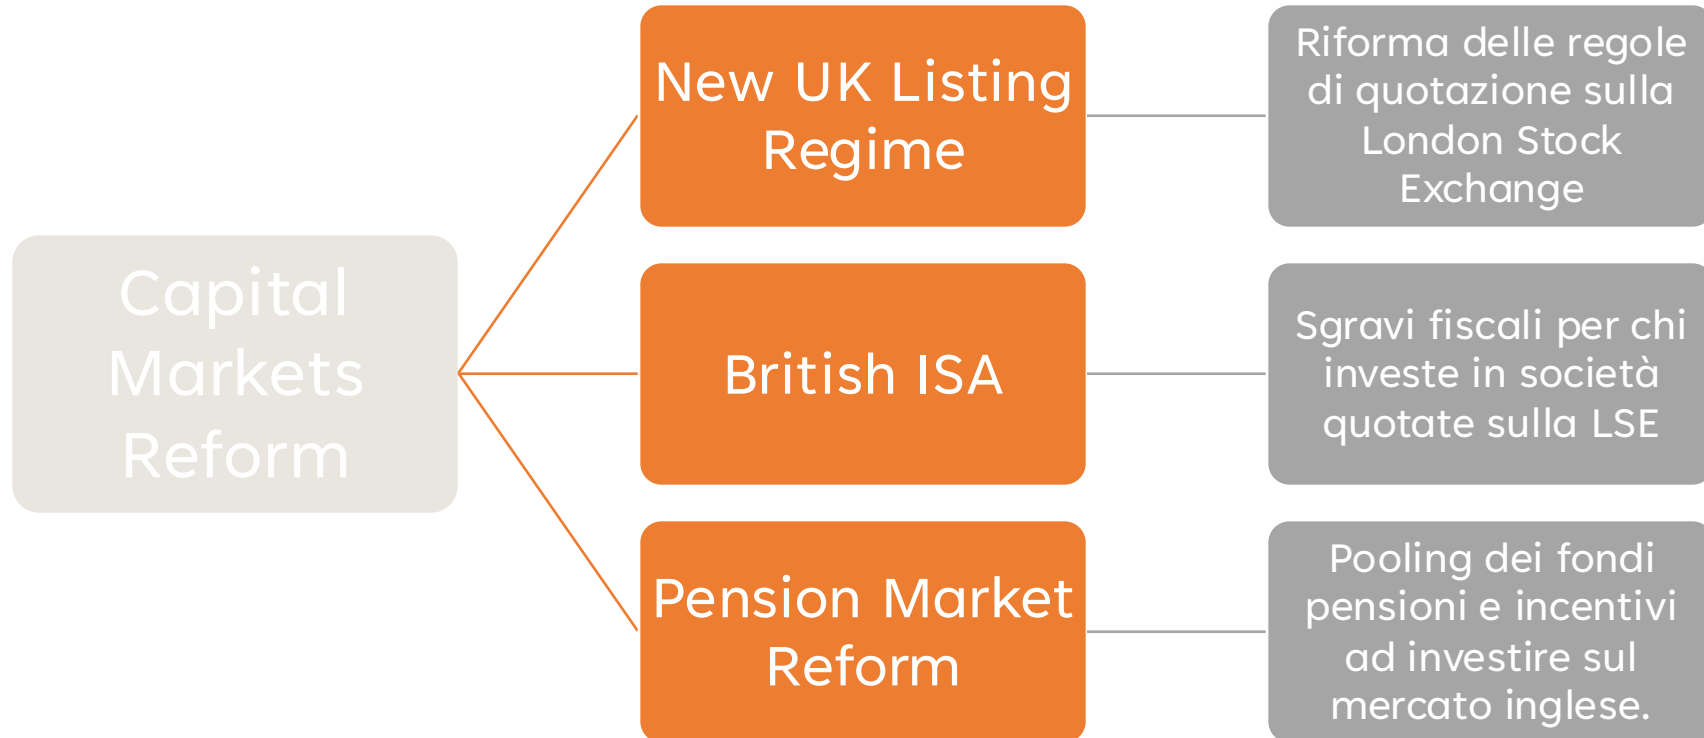 Capital
Markets
Reform
New UK Listing
Regime
Riforma delle regole
di quotazione sulla
London Stock
Exchange
British ISA
Sgravi fiscali per chi
investe in società
quotate sulla LSE
Pension Market
Reform
Pooling dei fondi
pensioni e incentivi
ad investire sul
mercato inglese.